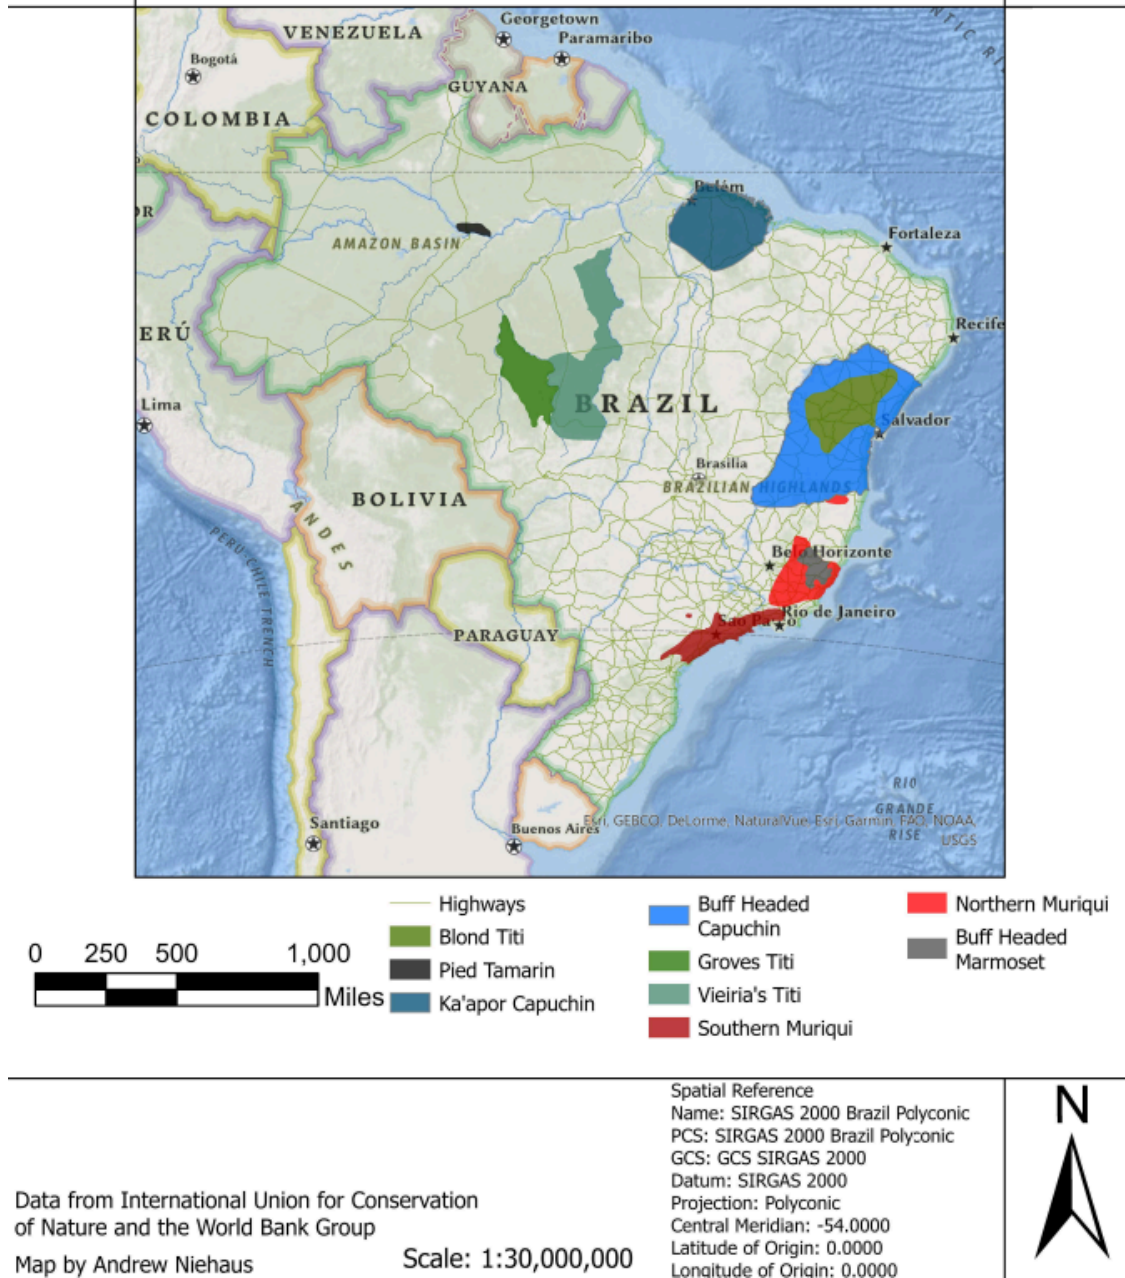 NTIC RI
Georgetown
VENEZUELA
Paramaribo
Bogotá
GUYANA
COLOMBIA
Belém
OR
Fortaleza
AMAZON BASIN
ERÚ
Recife
Lima
BRAZIL
Salvador
Brasilia
BRAZILIAN HIGHLANDS
BOLIVIA
ANDES
PERU-CHILE TRENCH
Belo Horizonte
Rio de Janeiro
Sao Paulo
PARAGUAY
RIO
GRANDE
RISE
Santiago
Buenos Aires
Esri, GEBCO, DeLorme, NaturalVue, Esri, Garmin, FAO, NOAA,
USGS
0 250 500 1,000
Miles
Highways
Blond Titi
Pied Tamarin
Ka'apor Capuchin
Buff Headed
Capuchin
Groves Titi
Vieiria's Titi
Southern Muriqui
Northern Muriqui
Buff Headed
Marmoset
Spatial Reference
Name: SIRGAS 2000 Brazil Polyconic
PCS: SIRGAS 2000 Brazil Polyconic
GCS: GCS SIRGAS 2000
Datum: SIRGAS 2000
Projection: Polyconic
Central Meridian: -54.0000
Latitude of Origin: 0.0000
Longitude of Origin: 0.0000
N
Data from International Union for Conservation
of Nature and the World Bank Group
Map by Andrew Niehaus
Scale: 1:30,000,000